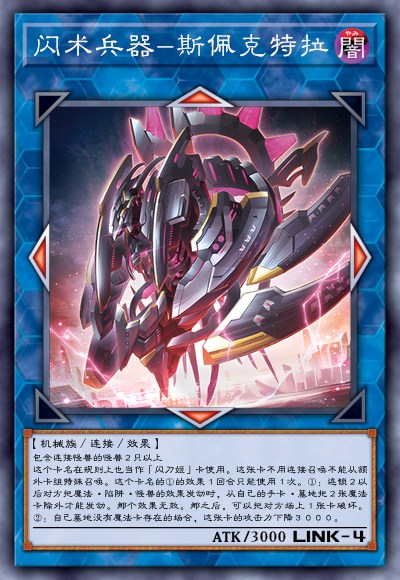 闪术兵器-斯佩克特拉
やみ
闇
【机械族／连接／效果】
包含连接怪兽的怪兽2只以上
这个卡名在规则上也当作「闪刀姬」卡使用。这张卡不用连接召唤不能从额
外卡组特殊召唤。这个卡名的①的效果1回合只能使用1次。①：连锁2以
后对方把魔法·陷阱·怪兽的效果发动时，从自己的手卡·墓地把2张魔法
卡除外才能发动。那个效果无效。那之后，可以把对方场上1张卡破坏。
②：自己墓地没有魔法卡存在的场合，这张卡的攻击力下降3000。
ATK/3000 LINK-4